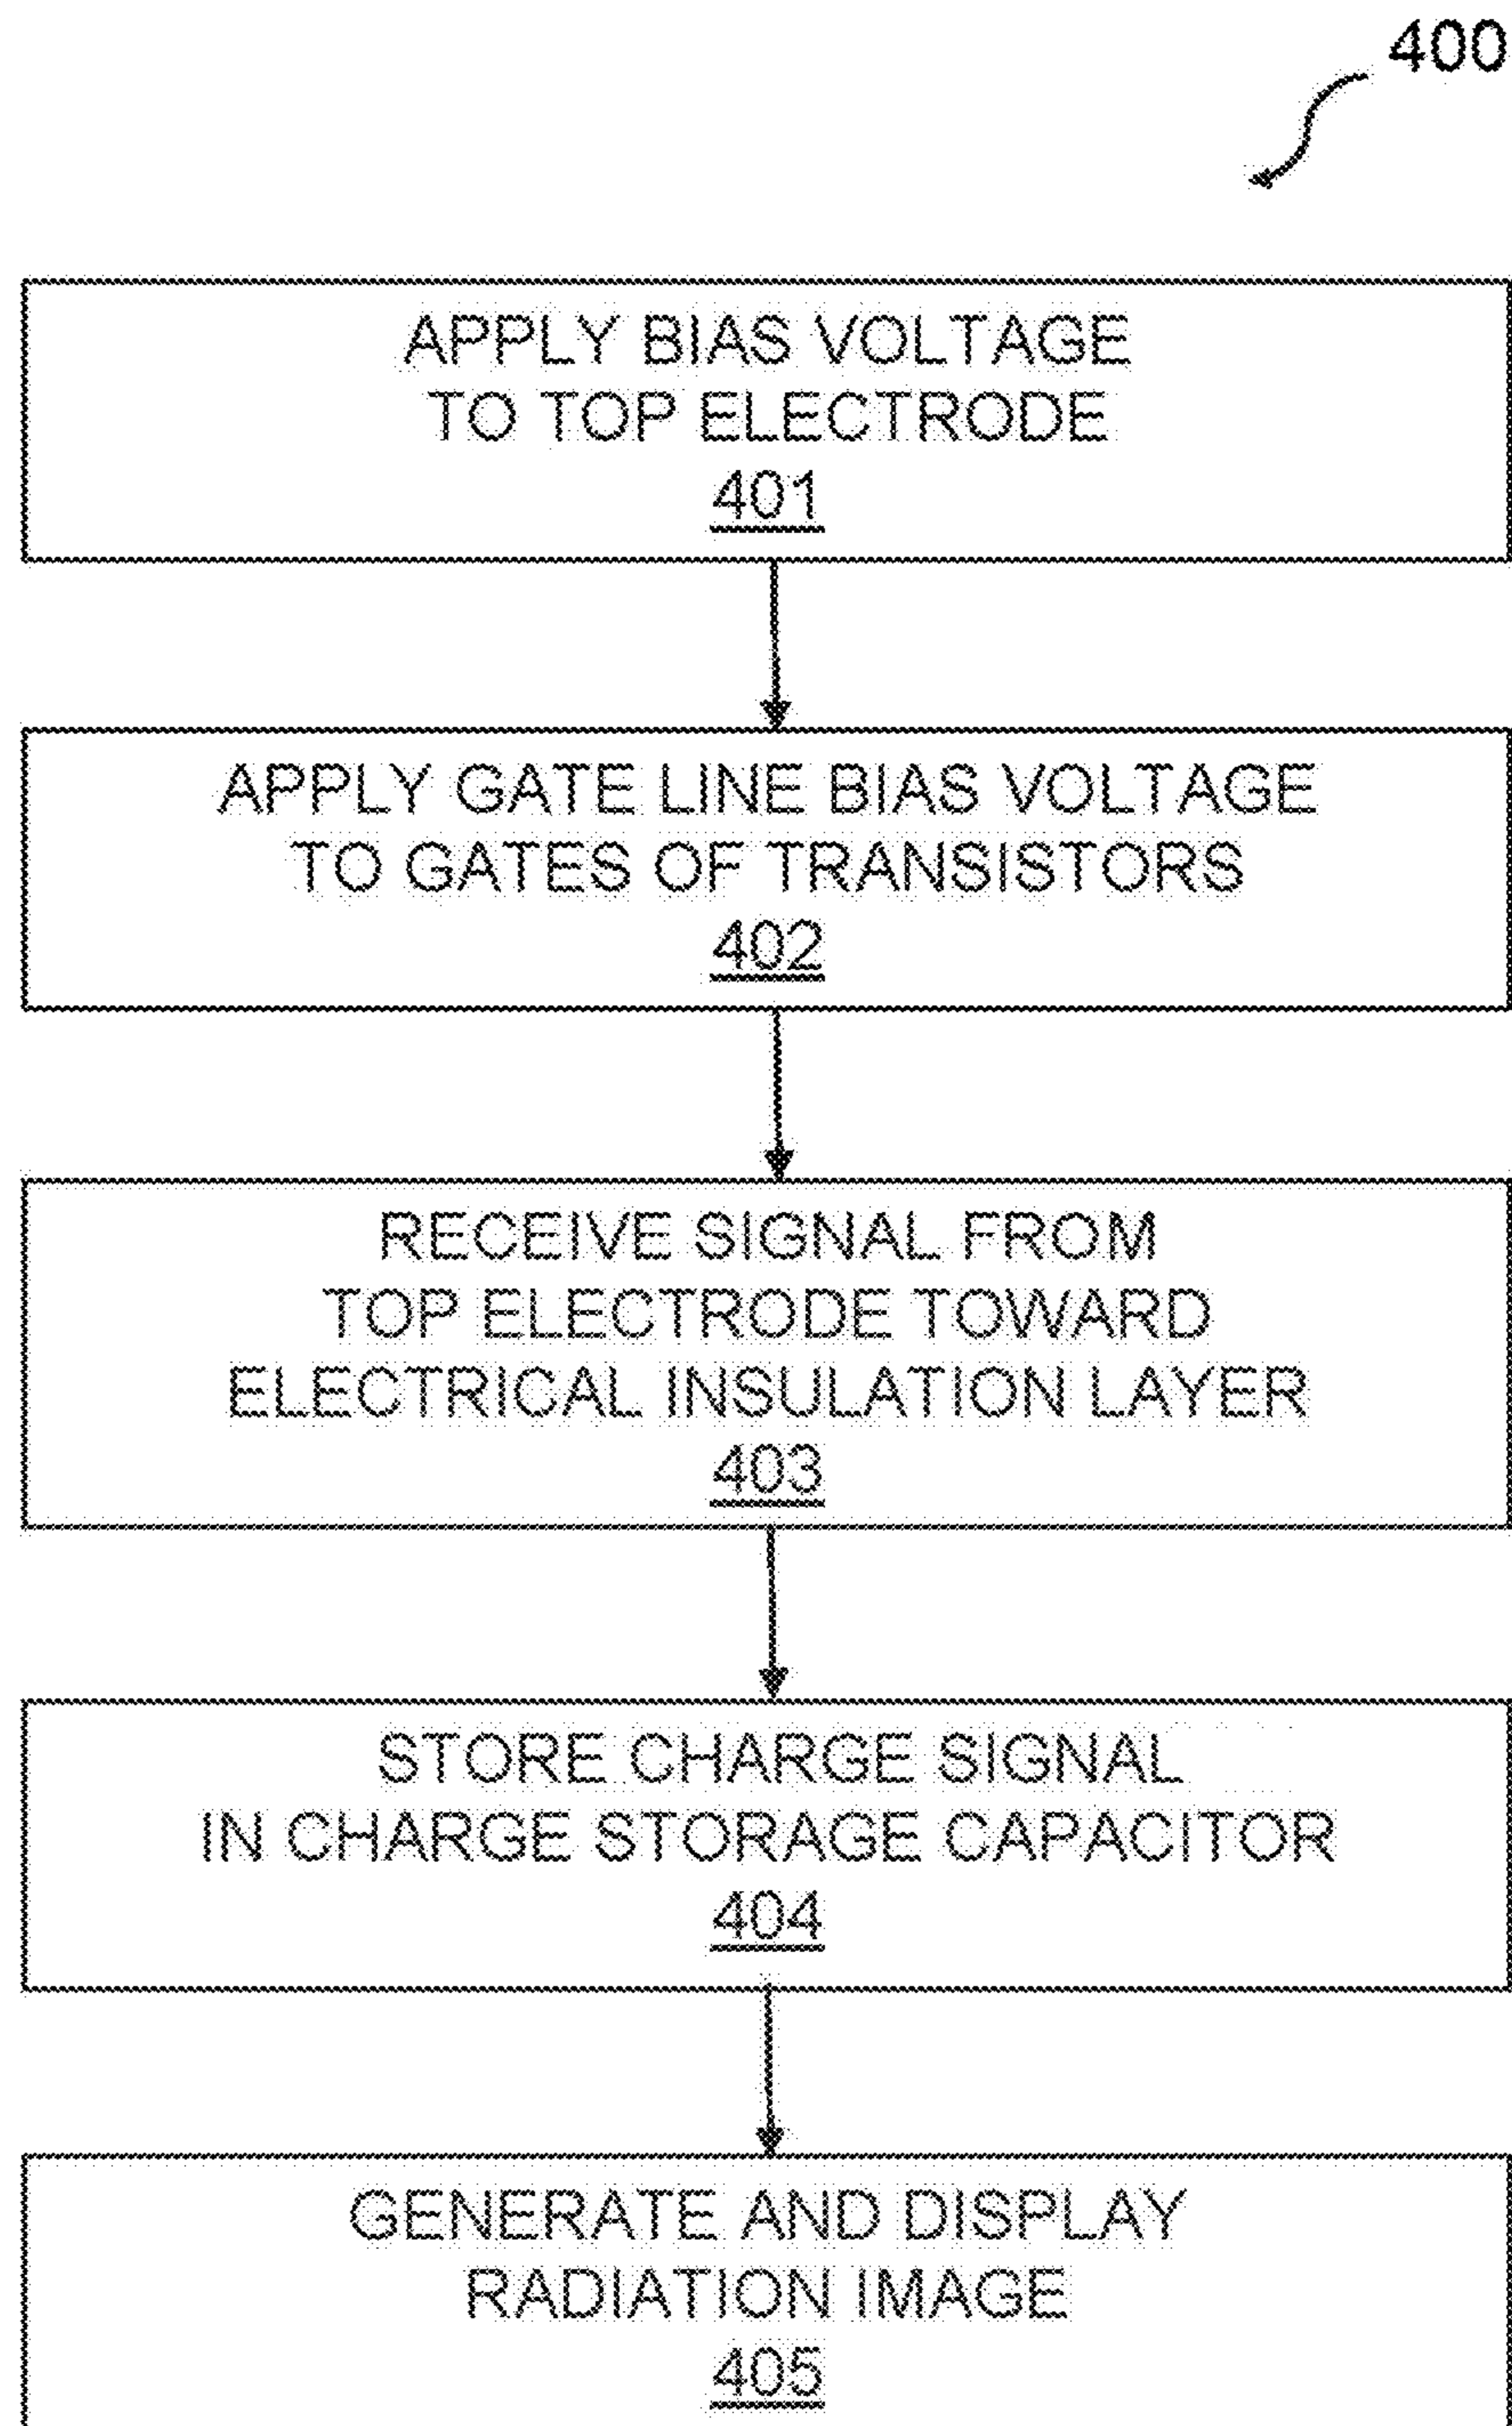 400
APPLY BIAS VOLTAGE
TO TOP ELECTRODE
401
APPLY GATE LINE BIAS VOLTAGE
TO GATES OF TRANSISTORS
402
RECEIVE SIGNAL FROM
TOP ELECTRODE TOWARD
ELECTRICAL INSULATION LAYER
403
STORE CHARGE SIGNAL
IN CHARGE STORAGE CAPACITOR
404
GENERATE AND DISPLAY
RADIATION IMAGE
405